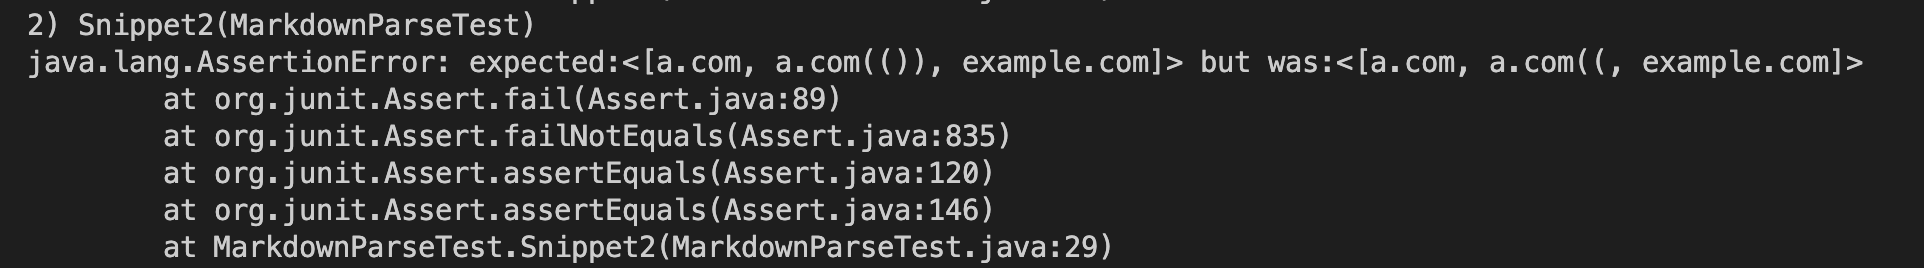 2) Snippet2(MarkdownParseTest)
java.lang.AssertionError: expected:<[a.com, a.com(()), example.com]> but was:<[a.com, a.com((, example.com]>
        at org.junit.Assert.fail(Assert.java:89)
        at org.junit.Assert.failNotEquals(Assert.java:835)
        at org.junit.Assert.assertEquals(Assert.java:120)
        at org.junit.Assert.assertEquals(Assert.java:146)
        at MarkdownParseTest.Snippet2(MarkdownParseTest.java:29)